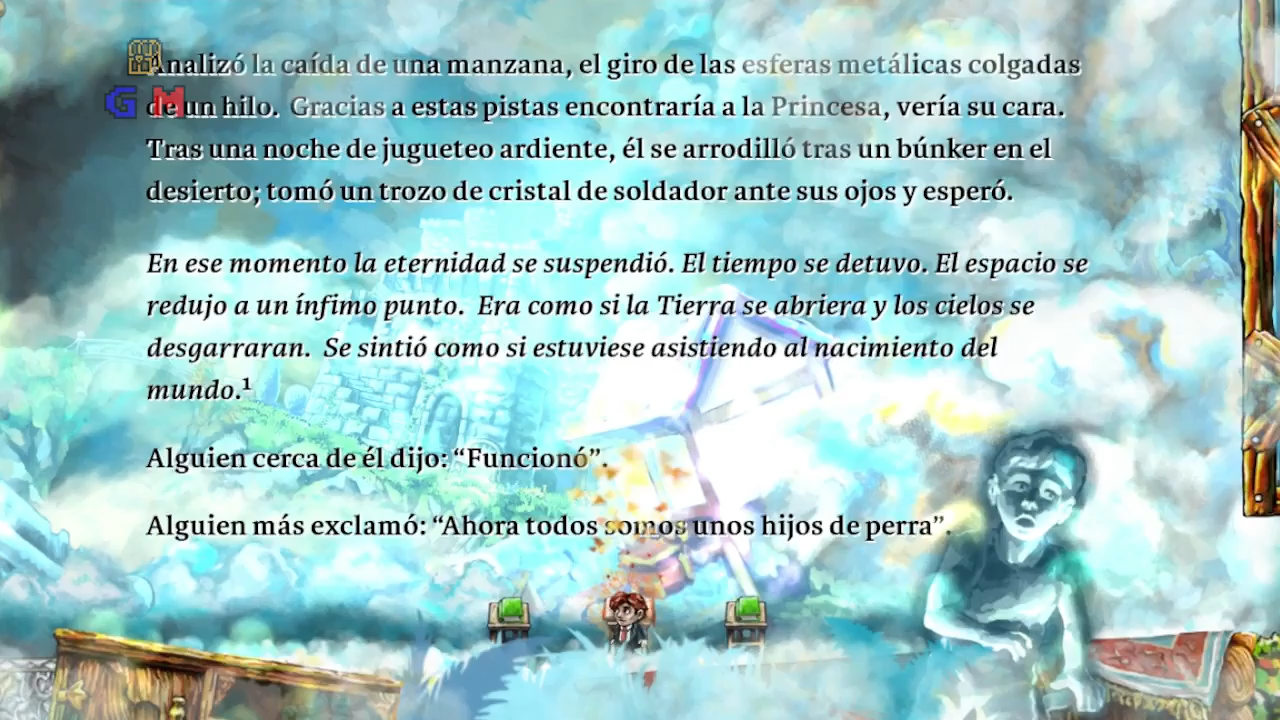 Analizó la caída de una manzana, el giro de las esferas metálicas colgadas
G M
de un hilo. Gracias a estas pistas encontraría a la Princesa, vería su cara.
Tras una noche de jugueteo ardiente, él se arrodilló tras un búnker en el
desierto; tomó un trozo de cristal de soldador ante sus ojos y esperó.
En ese momento la eternidad se suspendió. El tiempo se detuvo. El espacio se
redujo a un ínfimo punto. Era como si la Tierra se abriera y los cielos se
desgarraran. Se sintió como si estuviese asistiendo al nacimiento del
mundo.¹
Alguien cerca de él dijo: “Funcionó”.
Alguien más exclamó: “Ahora todos somos unos hijos de perra”.